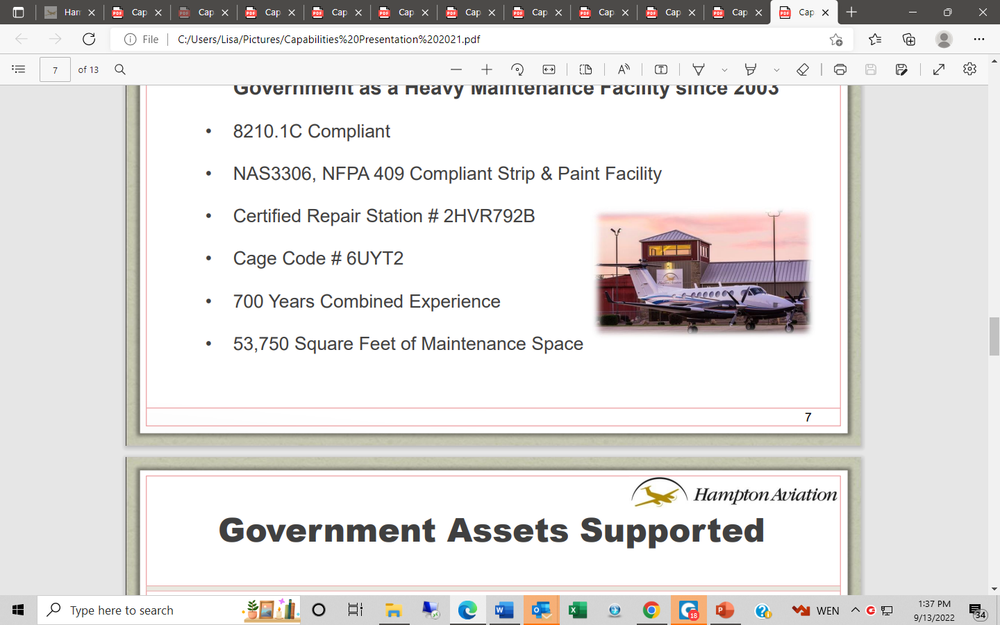 Han
Cap
Cap
Cap
Cap
Cap
Cap
Cap
Cap
Cap
Cap
Cap
File C:/Users/Lisa/Pictures/Capabilities%20Presentation%202021.pdf
7 of 13
Government as a Heavy Maintenance Facility since 2003
• 8210.1C Compliant
• NAS3306, NFPA 409 Compliant Strip & Paint Facility
• Certified Repair Station # 2HVR792B
• Cage Code # 6UYT2
• 700 Years Combined Experience
• 53,750 Square Feet of Maintenance Space
7
Hampton Aviation
Government Assets Supported
Type here to search
18
WEN
1:37 PM
9/13/2022
34